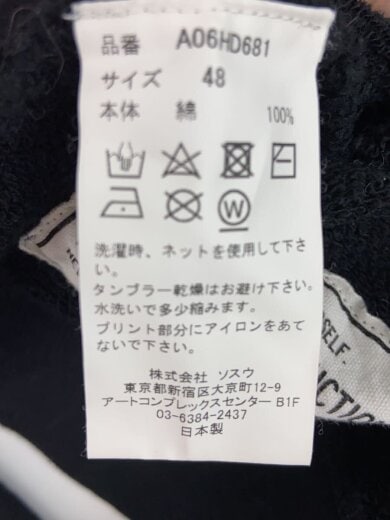 品番 A06HD681
サイズ 48
本体 綿 100%
W
洗濯時、ネットを使用して下さ
い。
タンブラー乾燥はお避け下さい。
水洗いで多少縮みます。
プリント部分にアイロンをあて
ないで下さい。
株式会社 ソスウ
東京都新宿区大京町12-9
アートコンプレックスセンター B1F
03-6384-2437
日本製
SELF.